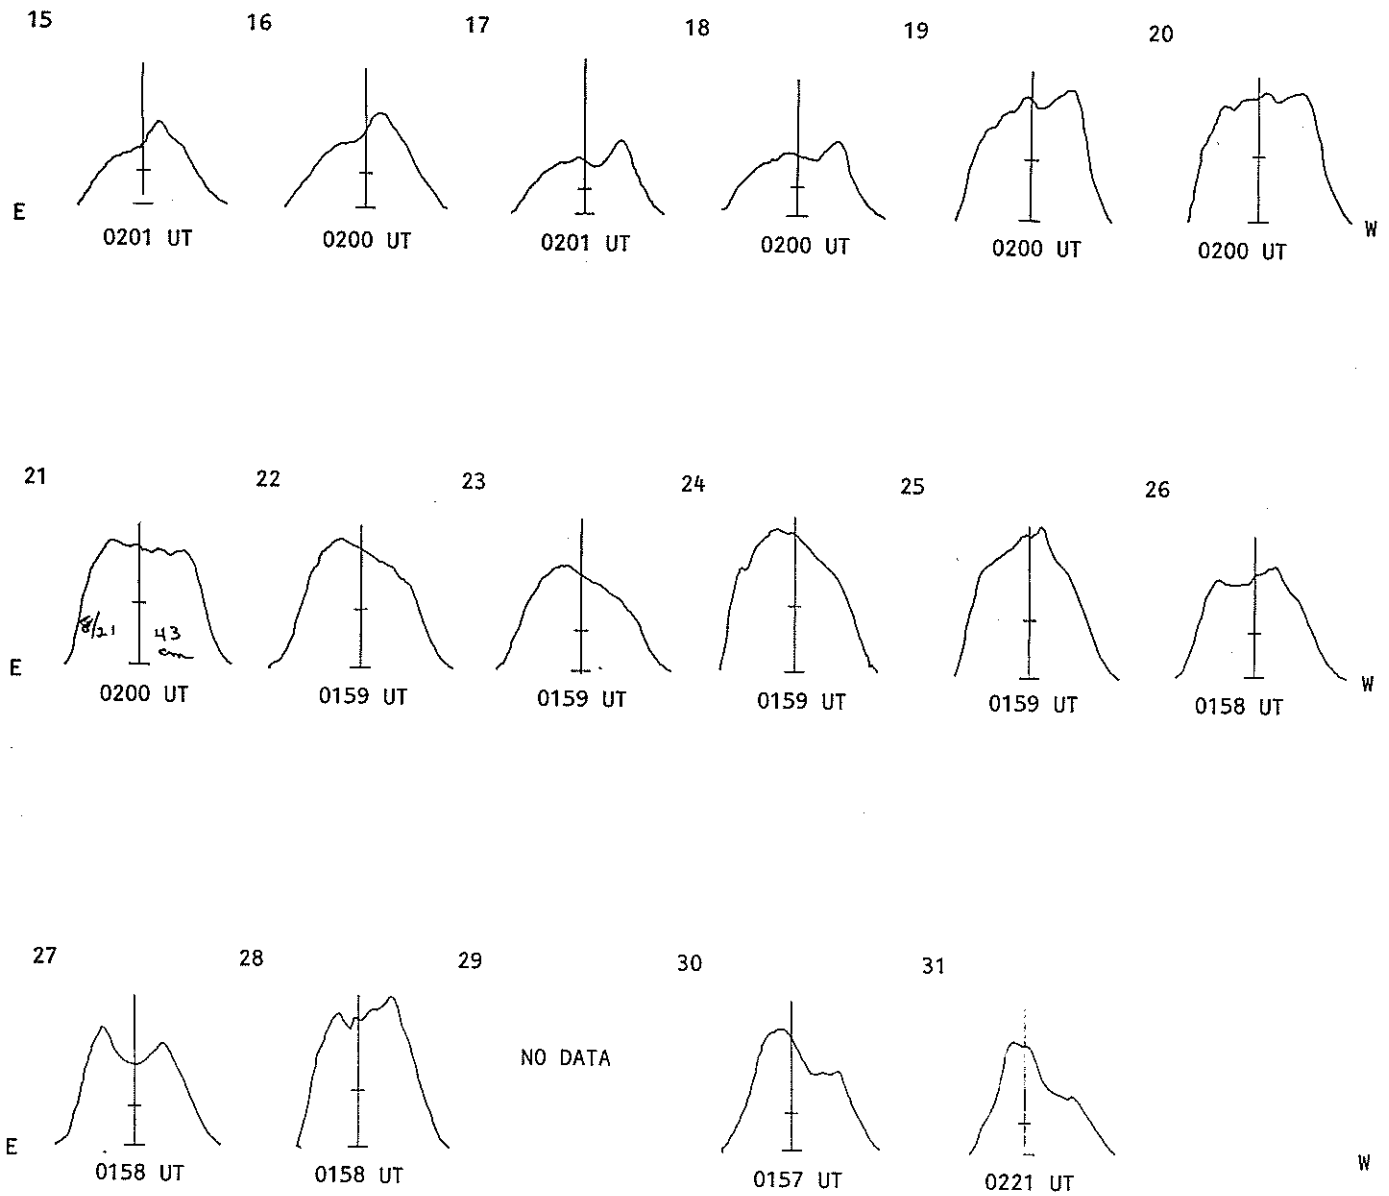 15 16 17 18 19 20
E W
0201 UT 0200 UT 0201 UT 0200 UT 0200 UT 0200 UT
21 22 23 24 25 26
8/21 43 cm
E W
0200 UT 0159 UT 0159 UT 0159 UT 0159 UT 0158 UT
27 28 29 30 31
NO DATA
E W
0158 UT 0158 UT 0157 UT 0221 UT